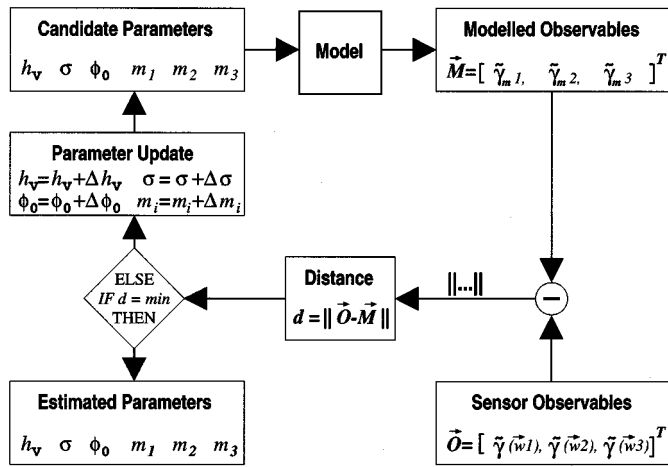 Candidate Parameters
h_v σ ϕ_0 m_1 m_2 m_3
Model
Modelled Observables
M⃗=[ γ̃_m1, γ̃_m2, γ̃_m3 ]^T
Parameter Update
h_v=h_v+Δh_v σ=σ+Δσ
ϕ_0=ϕ_0+Δϕ_0 m_i=m_i+Δm_i
ELSE
IF d = min
THEN
Distance
d = || O⃗-M⃗ ||
||...||
−
Estimated Parameters
h_v σ ϕ_0 m_1 m_2 m_3
Sensor Observables
O⃗=[ γ̃(w⃗1), γ̃(w⃗2), γ̃(w⃗3)]^T